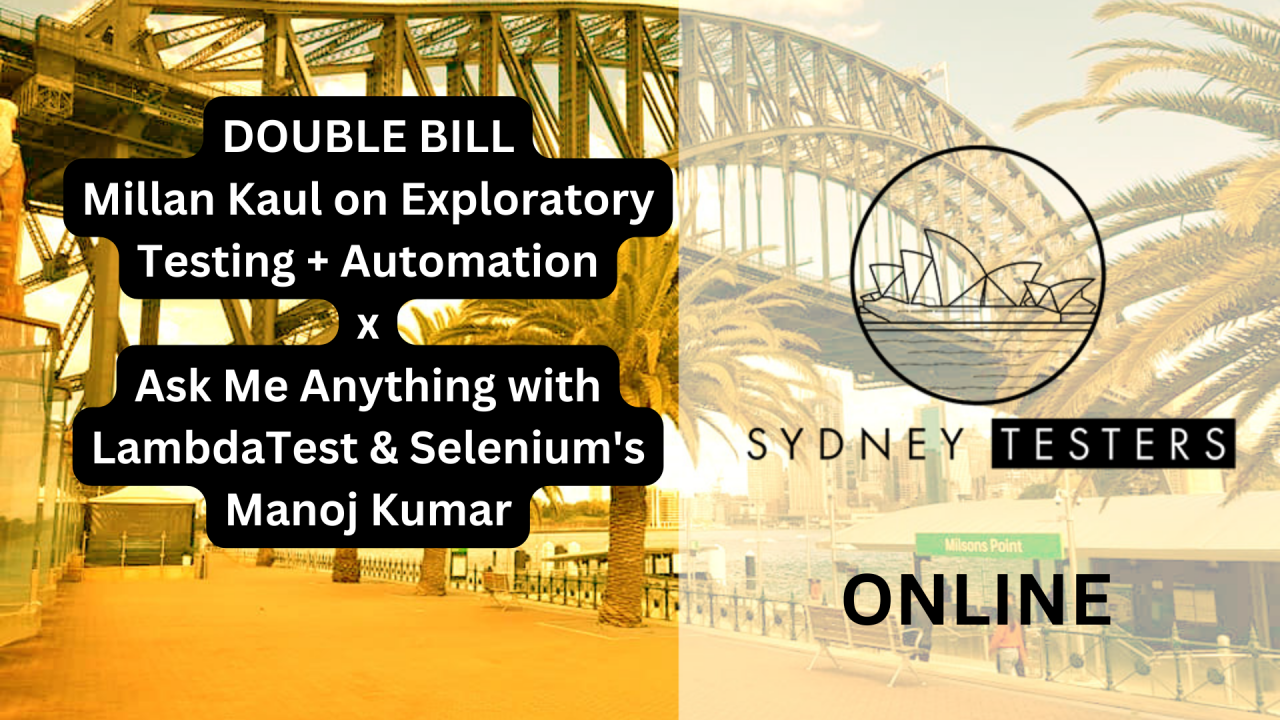 DOUBLE BILL
Millan Kaul on Exploratory
Testing + Automation
x
Ask Me Anything with
LambdaTest & Selenium's
Manoj Kumar
SYDNEY TESTERS
Milsons Point
ONLINE